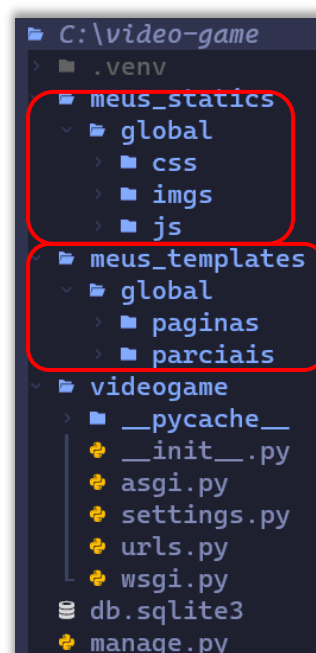 C:\video-game
.venv
meus_statics
global
css
imgs
js
meus_templates
global
paginas
parciais
videogame
__pycache__
__init__.py
asgi.py
settings.py
urls.py
wsgi.py
db.sqlite3
manage.py